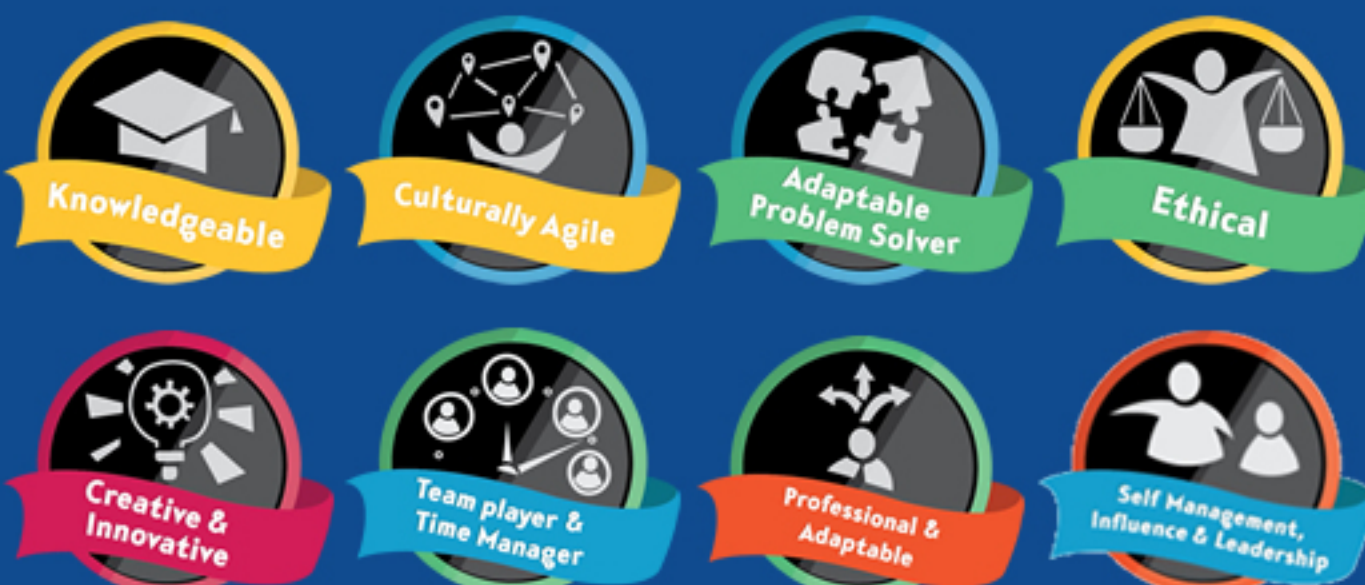 Knowledgeable
Culturally Agile
Adaptable
Problem Solver
Ethical
Creative &
Innovative
Team player &
Time Manager
Professional &
Adaptable
Self Management,
Influence & Leadership